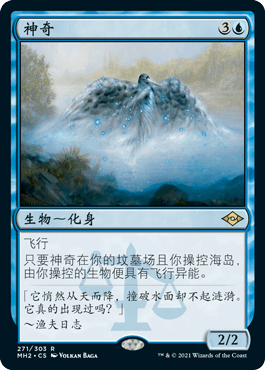 神奇 3
生物～化身
飞行
只要神奇在你的坟墓场且你操控海岛，
由你操控的生物便具有飞行异能。
「它悄然从天而降，撞破水面却不起涟漪。
它真的出现过吗？」
～渔夫日志
2/2
271/303 R
MH2 • CS VOLKAN BAGA
™ & © 2021 Wizards of the Coast